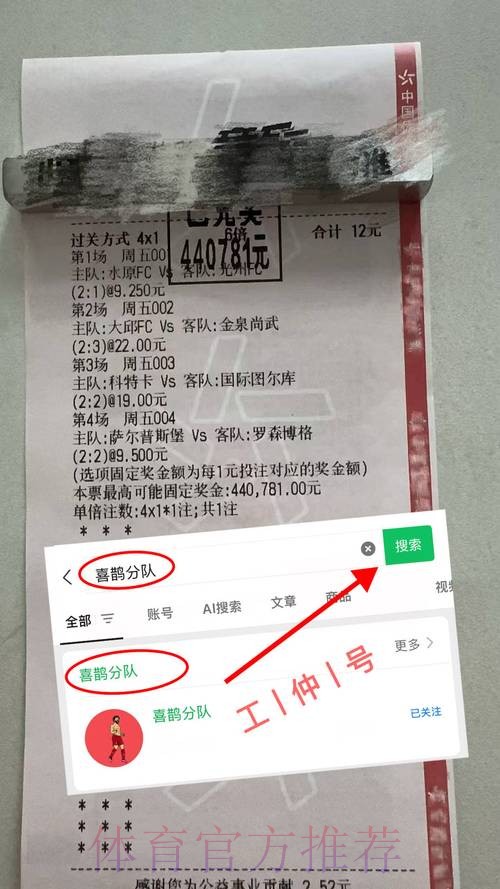 中国
已兑奖
440781元
过关方式 4x1 6倍 合计 12元
第1场 周五00
主队:水原FC Vs 客队:光州FC
(2:1)@9.250元
第2场 周五002
主队:大邱FC Vs 客队:金泉尚武
(2:3)@22.00元
第3场 周五003
主队:科特卡 Vs 客队:国际图尔库
(2:2)@19.00元
第4场 周五004
主队:萨尔普斯堡 Vs 客队:罗森博格
(2:2)@9.500元
(选项固定奖金额为每1元投注对应的奖金额)
本票最高可能固定奖金:440,781.00元
单倍注数:4x1*1注;共1注
* * *
喜鹊分队 搜索
全部 账号 AI搜索 文章 商品 视频
喜鹊分队 更多
喜鹊分队 已关注
工丨仲丨号
* * *
* * *
* * *
体育官方推荐
感谢您为公益事业贡献 2.52元